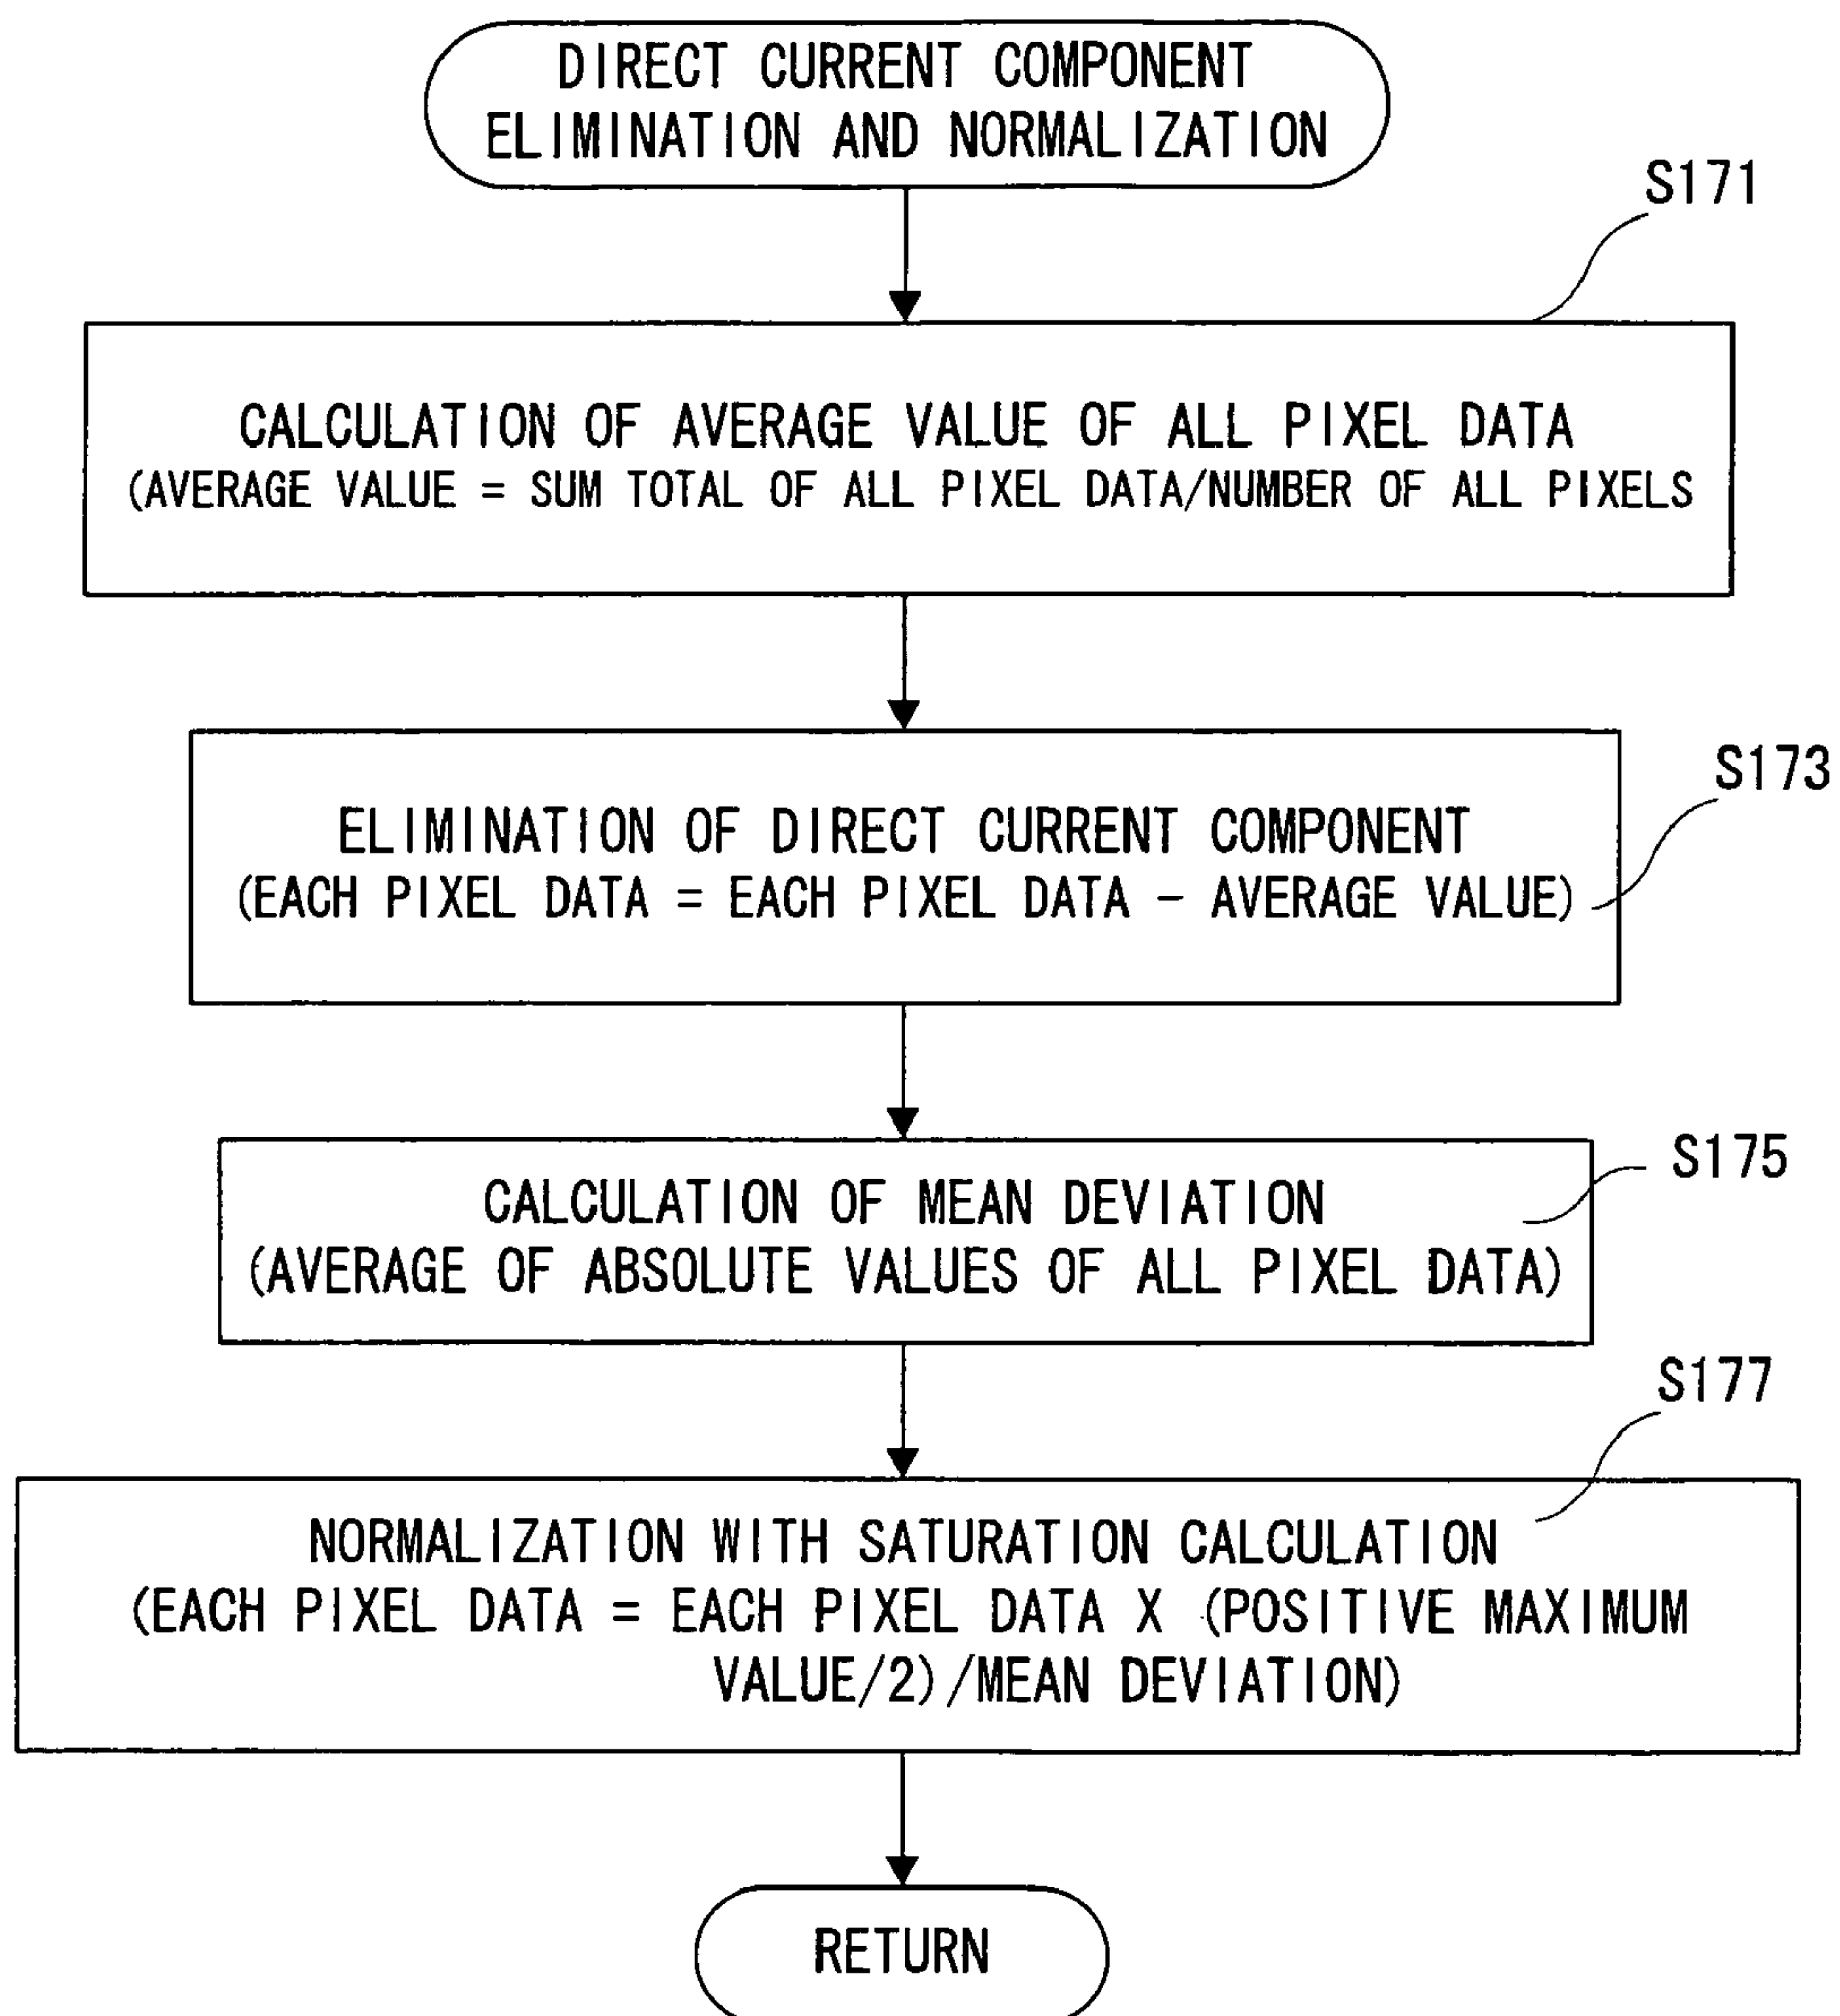 DIRECT CURRENT COMPONENT
ELIMINATION AND NORMALIZATION
S171
CALCULATION OF AVERAGE VALUE OF ALL PIXEL DATA
(AVERAGE VALUE = SUM TOTAL OF ALL PIXEL DATA/NUMBER OF ALL PIXELS
S173
ELIMINATION OF DIRECT CURRENT COMPONENT
(EACH PIXEL DATA = EACH PIXEL DATA - AVERAGE VALUE)
S175
CALCULATION OF MEAN DEVIATION
(AVERAGE OF ABSOLUTE VALUES OF ALL PIXEL DATA)
S177
NORMALIZATION WITH SATURATION CALCULATION
(EACH PIXEL DATA = EACH PIXEL DATA X (POSITIVE MAXIMUM
VALUE/2)/MEAN DEVIATION)
RETURN